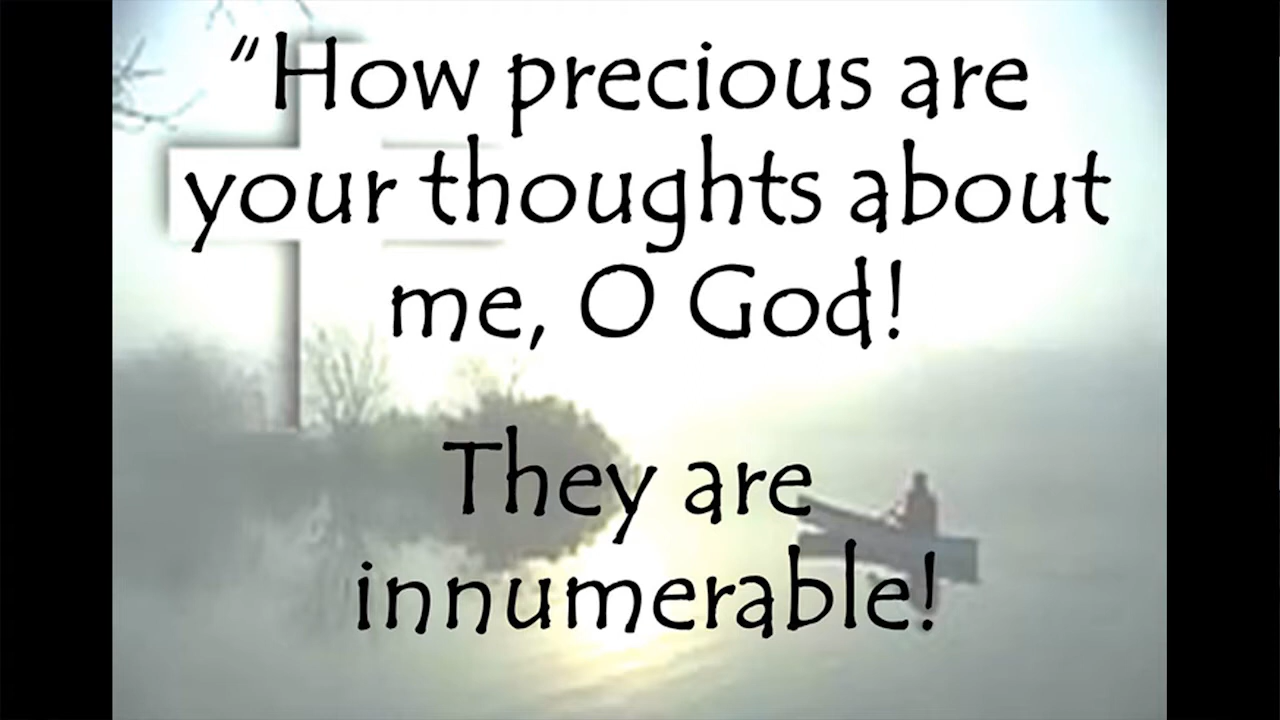 “How precious are
your thoughts about
me, O God!
They are
innumerable!